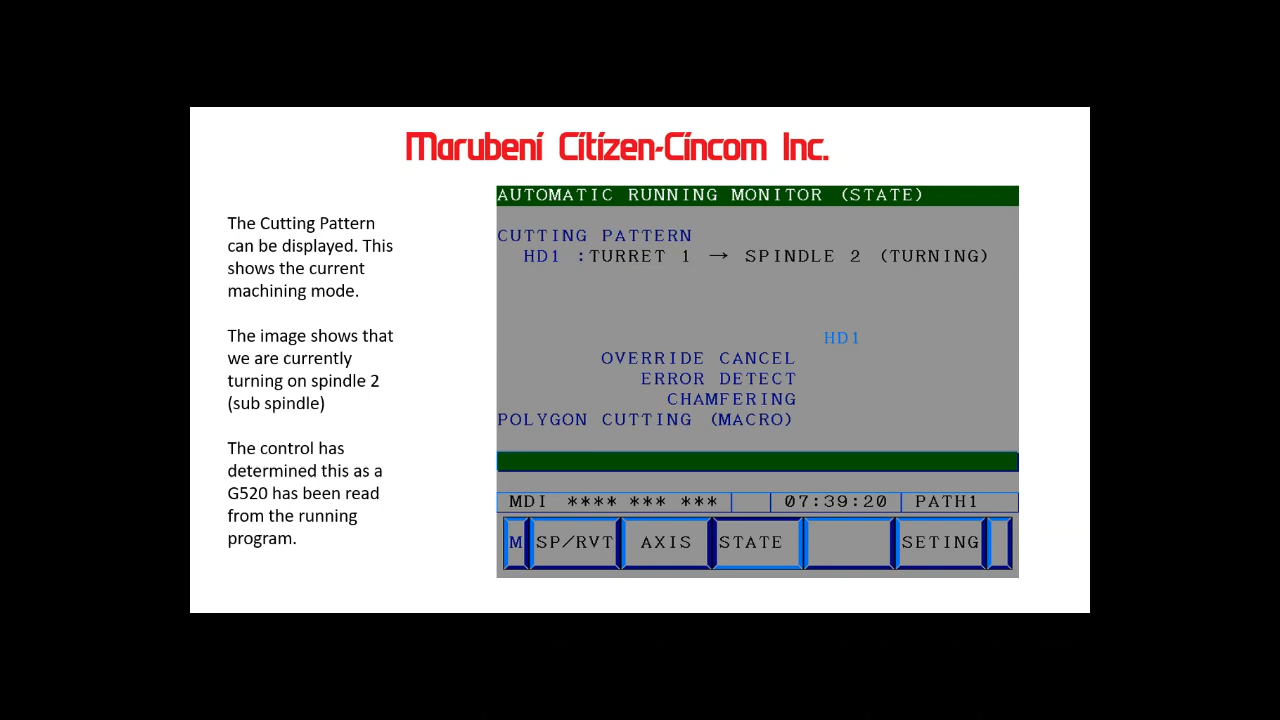 Marubeni Citizen-Cincom Inc.
The Cutting Pattern
can be displayed. This
shows the current
machining mode.
The image shows that
we are currently
turning on spindle 2
(sub spindle)
The control has
determined this as a
G520 has been read
from the running
program.
AUTOMATIC RUNNING MONITOR (STATE)
CUTTING PATTERN
HD1 :TURRET 1 → SPINDLE 2 (TURNING)
HD1
OVERRIDE CANCEL
ERROR DETECT
CHAMFERING
POLYGON CUTTING (MACRO)
MDI **** *** *** 07:39:20 PATH1
M SP/RVT AXIS STATE SETING